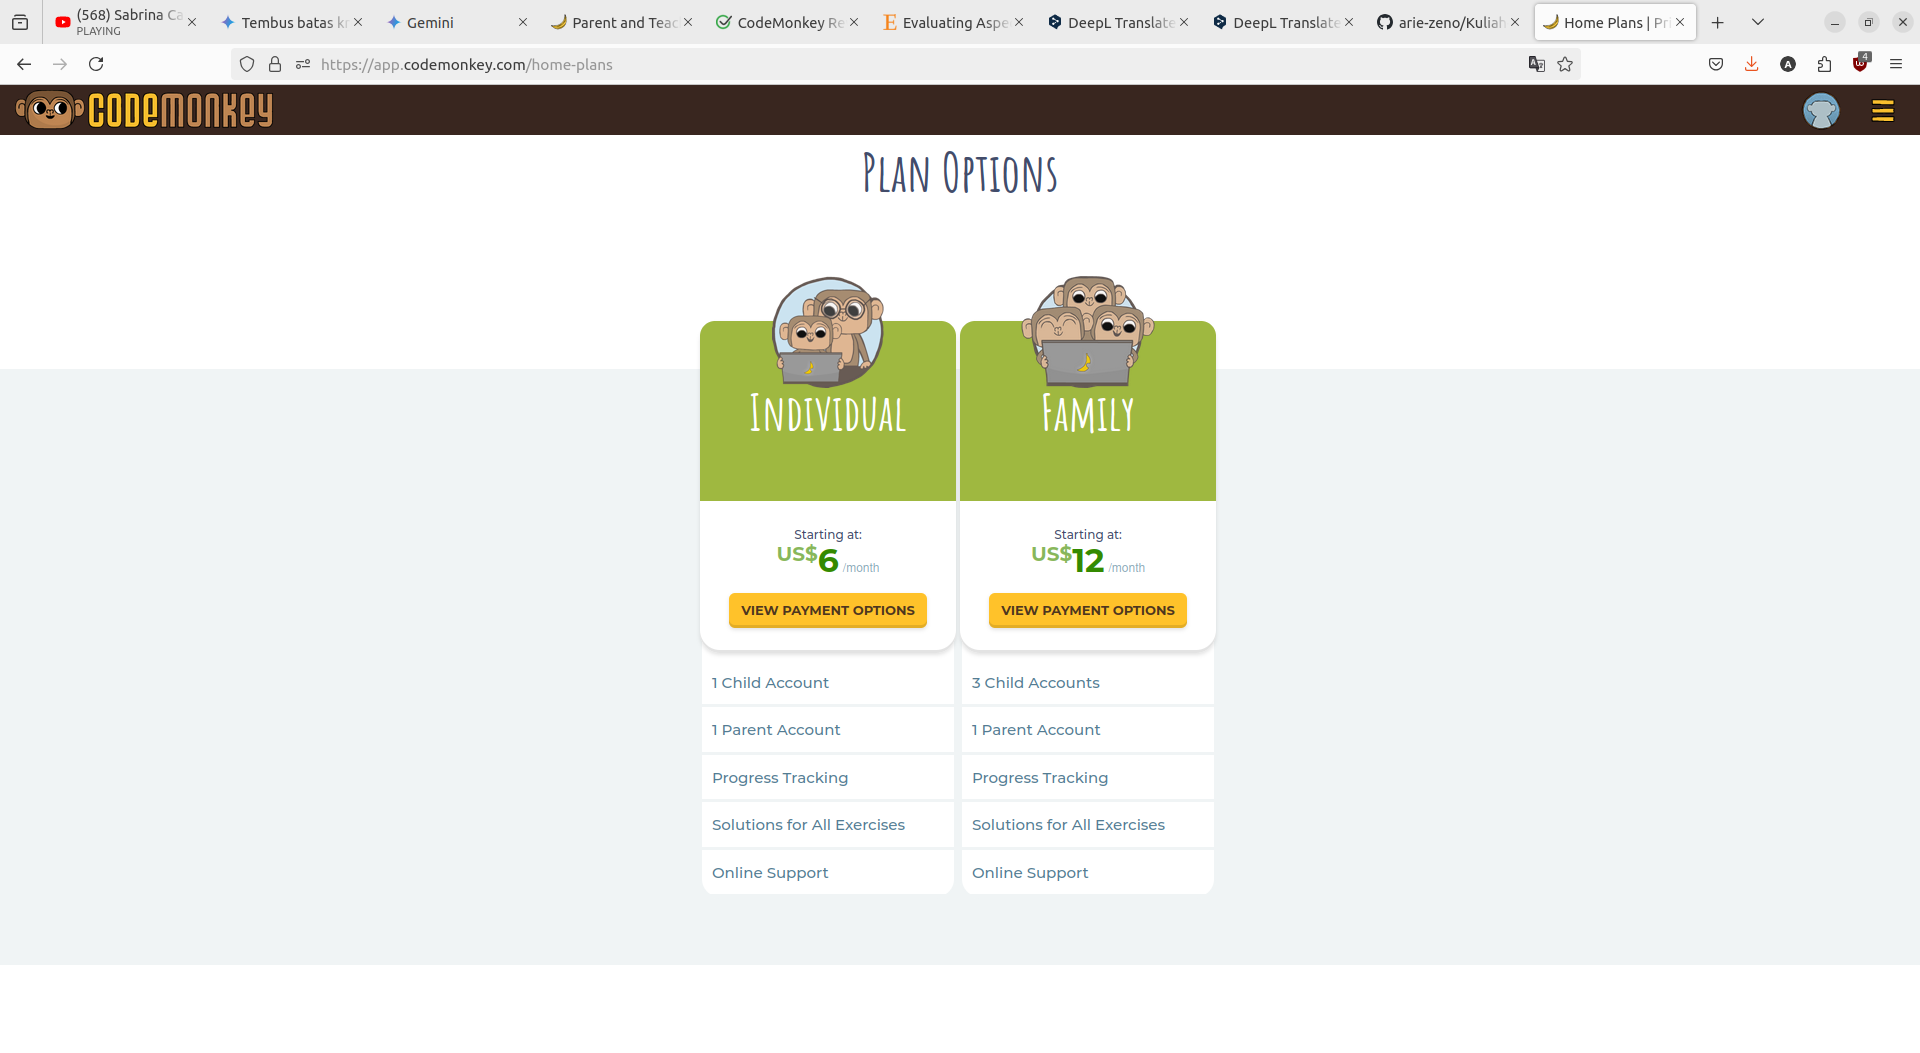 (568) Sabrina Ca
PLAYING
Tembus batas k
Gemini
Parent and Teac
CodeMonkey Re
Evaluating Aspe
DeepL Translate
DeepL Translate
arie-zeno/Kuliah
Home Plans | Pri
https://app.codemonkey.com/home-plans
A
4
CODEMONKEY
Plan Options
Individual
Family
Starting at:
US$6 /month
VIEW PAYMENT OPTIONS
Starting at:
US$12 /month
VIEW PAYMENT OPTIONS
1 Child Account
1 Parent Account
Progress Tracking
Solutions for All Exercises
Online Support
3 Child Accounts
1 Parent Account
Progress Tracking
Solutions for All Exercises
Online Support